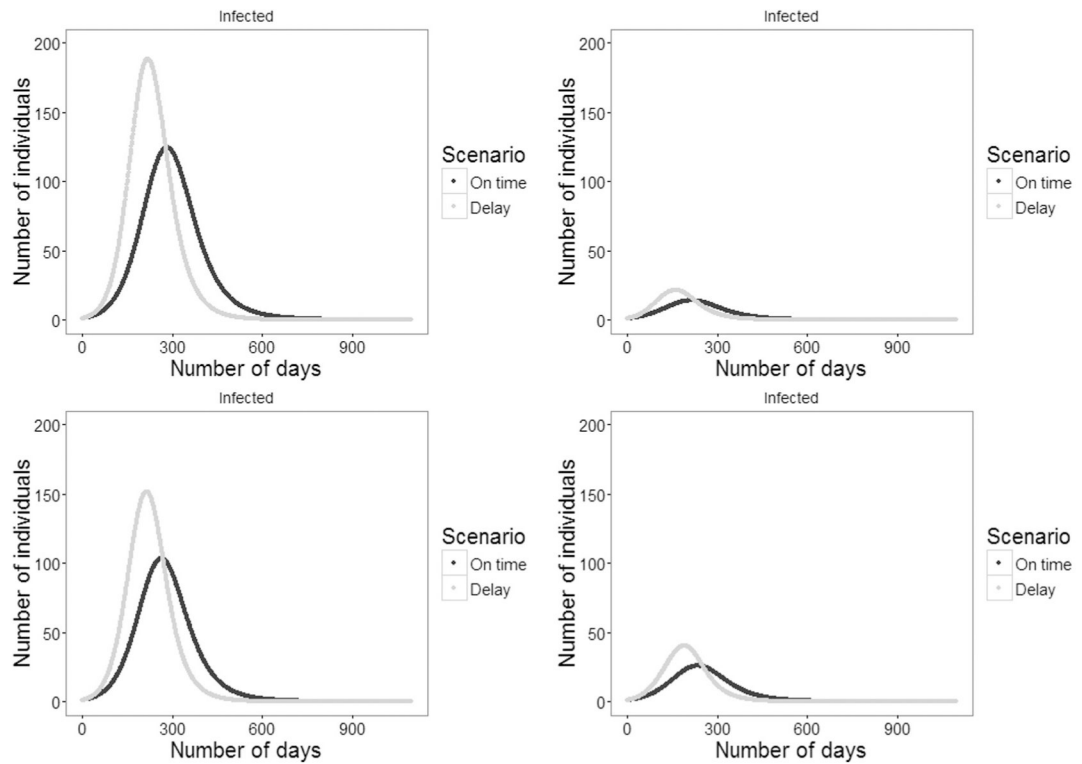 Infected
Number of individuals
200
150
100
50
0
0 300 600 900
Number of days
Scenario
On time
Delay
Infected
Number of individuals
200
150
100
50
0
0 300 600 900
Number of days
Scenario
On time
Delay
Infected
Number of individuals
200
150
100
50
0
0 300 600 900
Number of days
Scenario
On time
Delay
Infected
Number of individuals
200
150
100
50
0
0 300 600 900
Number of days
Scenario
On time
Delay